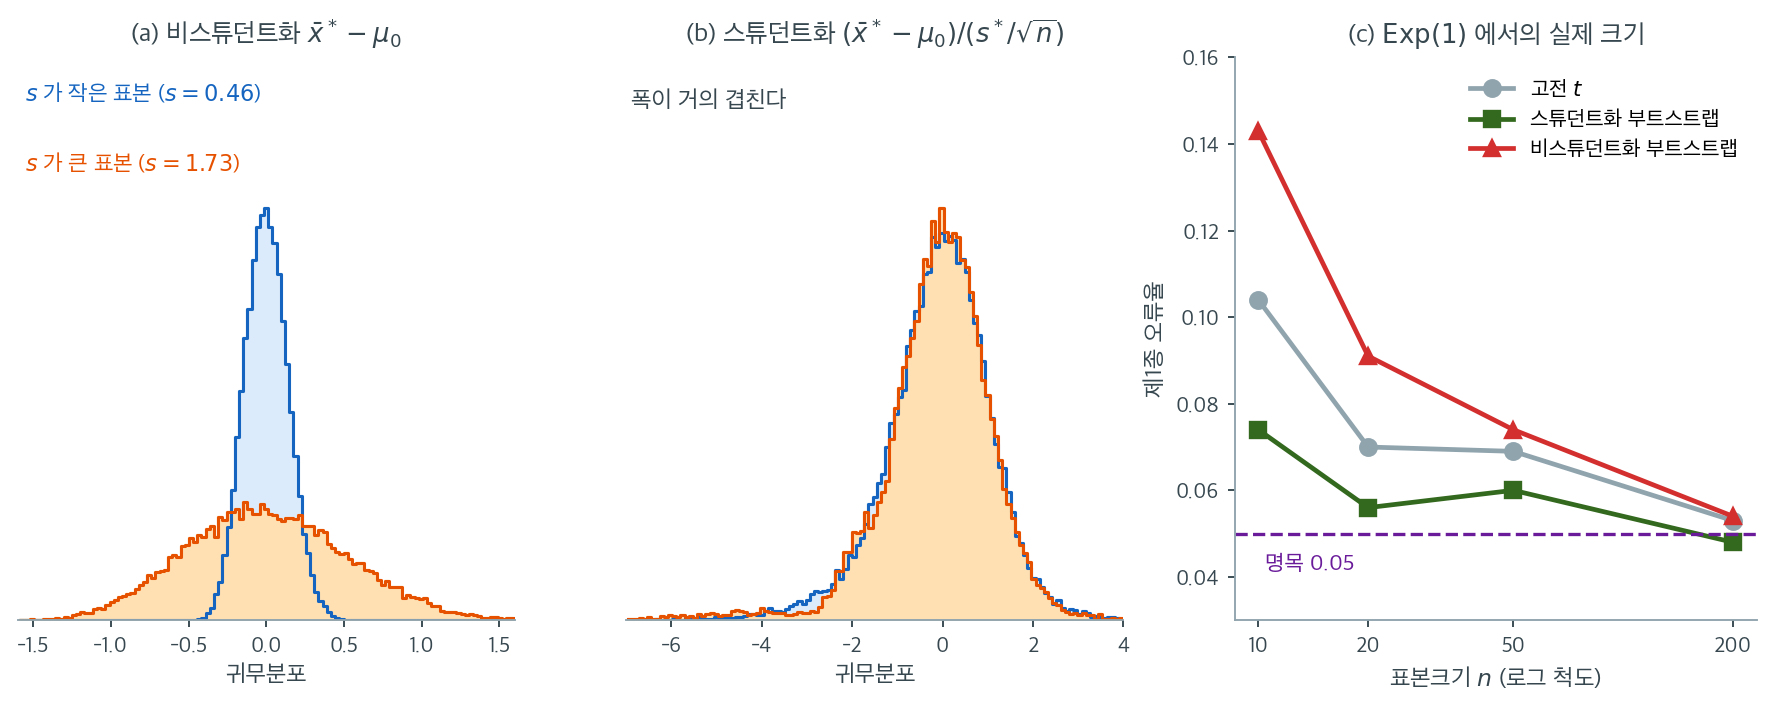 (a) 비스튜던트화 x̄* − μ₀
s 가 작은 표본 (s = 0.46)
s 가 큰 표본 (s = 1.73)
-1.5 -1.0 -0.5 0.0 0.5 1.0 1.5
귀무분포
(b) 스튜던트화 (x̄* − μ₀)/(s*/√n)
폭이 거의 겹친다
-6 -4 -2 0 2 4
귀무분포
(c) Exp(1) 에서의 실제 크기
고전 t
스튜던트화 부트스트랩
비스튜던트화 부트스트랩
제1종 오류율
0.16
0.14
0.12
0.10
0.08
0.06
0.04
명목 0.05
10 20 50 200
표본크기 n (로그 척도)